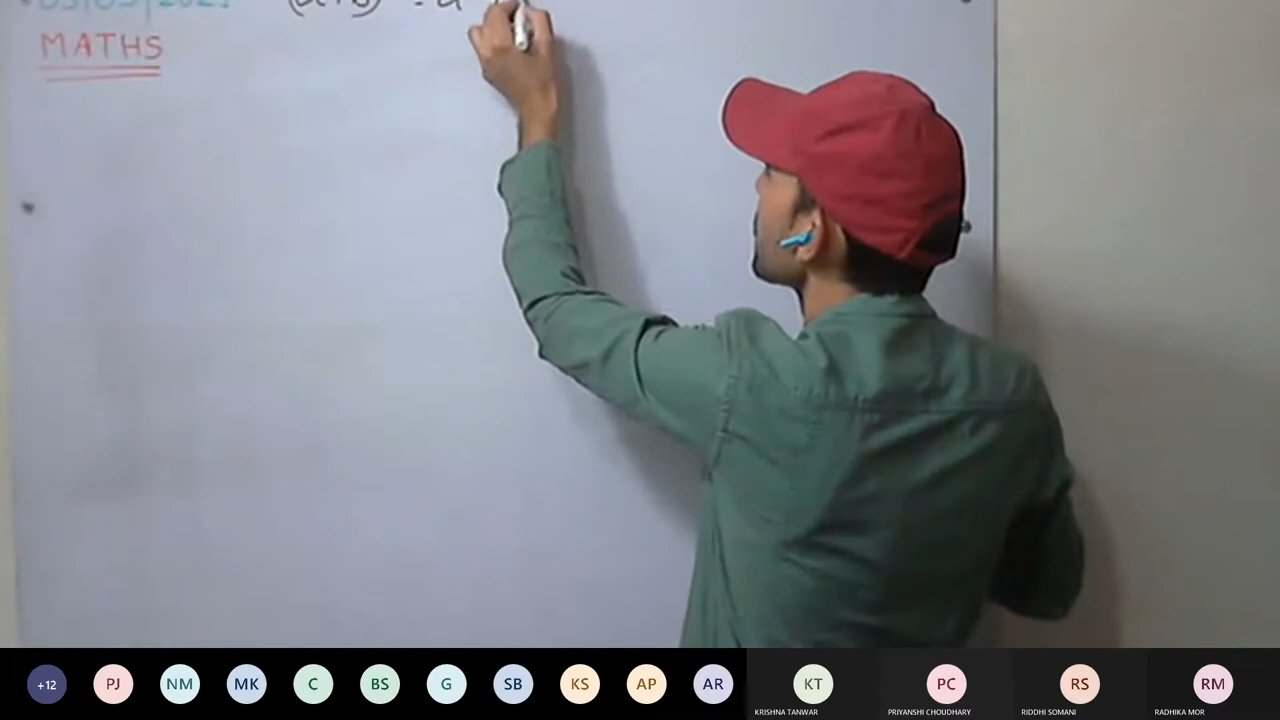 (a+b) = a
MATHS
+12 PJ NM MK C BS G SB KS AP AR KT PC RS RM
KRISHNA TANWAR PRIYANSHI CHOUDHARY RIDDHI SOMANI RADHIKA MOR